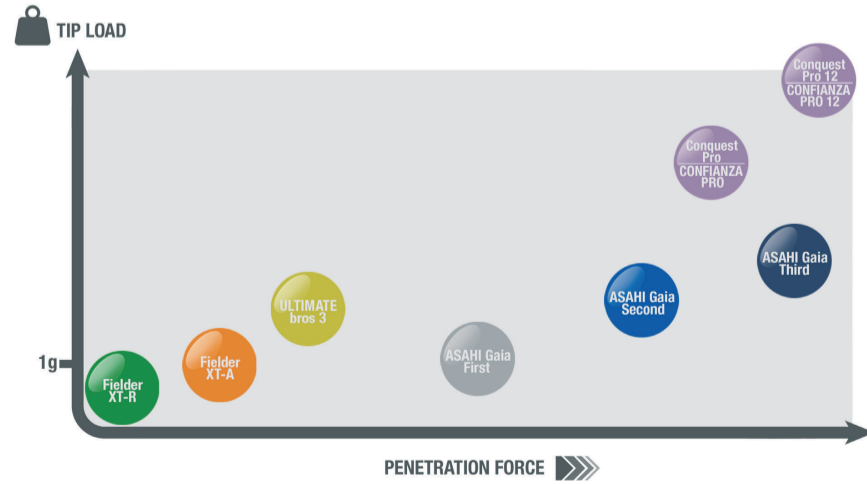 TIP LOAD
Conquest
Pro 12
CONFIANZA
PRO 12
Conquest
Pro
CONFIANZA
PRO
ASAHI Gaia
Third
ASAHI Gaia
Second
ULTIMATE
bros 3
1g
Fielder
XT-R
Fielder
XT-A
ASAHI Gaia
First
PENETRATION FORCE